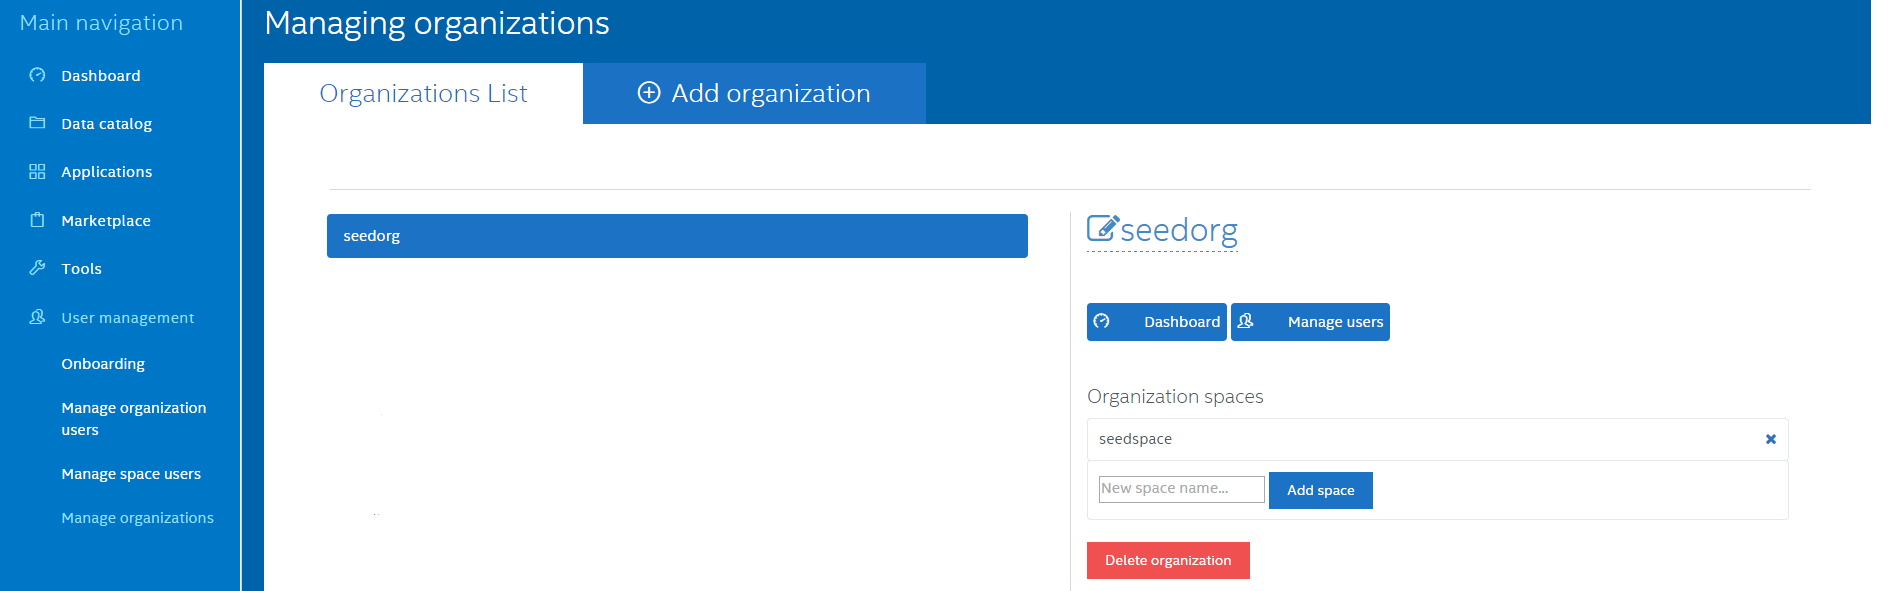 Main navigation
Dashboard
Data catalog
Applications
Marketplace
Tools
User management
Onboarding
Manage organization
users
Manage space users
Manage organizations
Managing organizations
Organizations List
Add organization
seedorg
seedorg
Dashboard
Manage users
Organization spaces
seedspace
New space name...
Add space
Delete organization